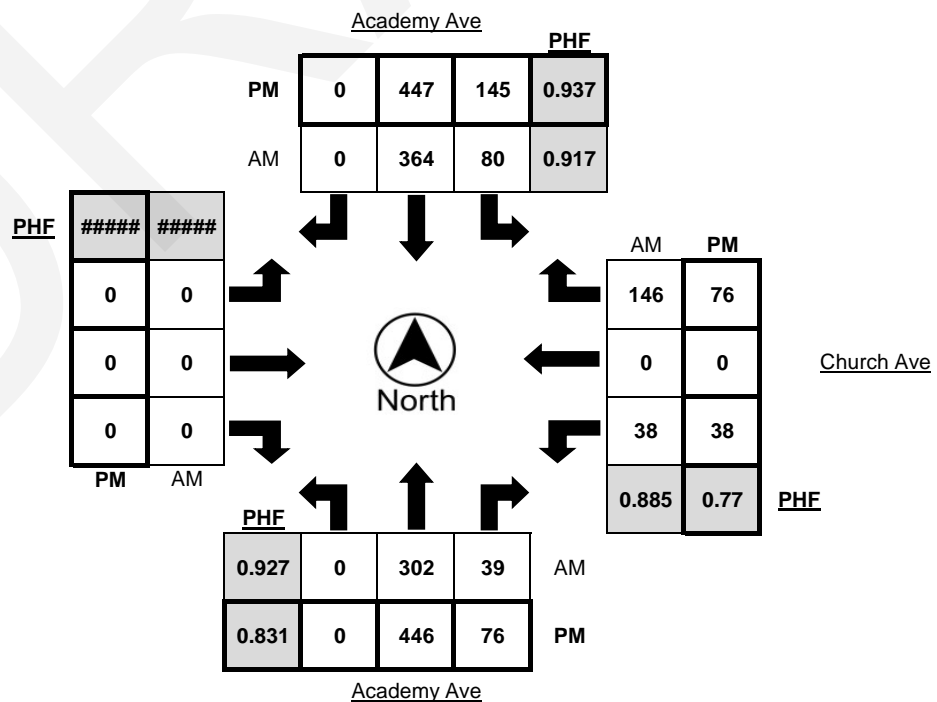 Academy Ave
PHF
PM 0 447 145 0.937
AM 0 364 80 0.917
PHF ##### #####
AM PM
0 0
146 76
0 0
0 0
Church Ave
North
0 0
38 38
PM AM
0.885 0.77 PHF
PHF
0.927 0 302 39 AM
0.831 0 446 76 PM
Academy Ave